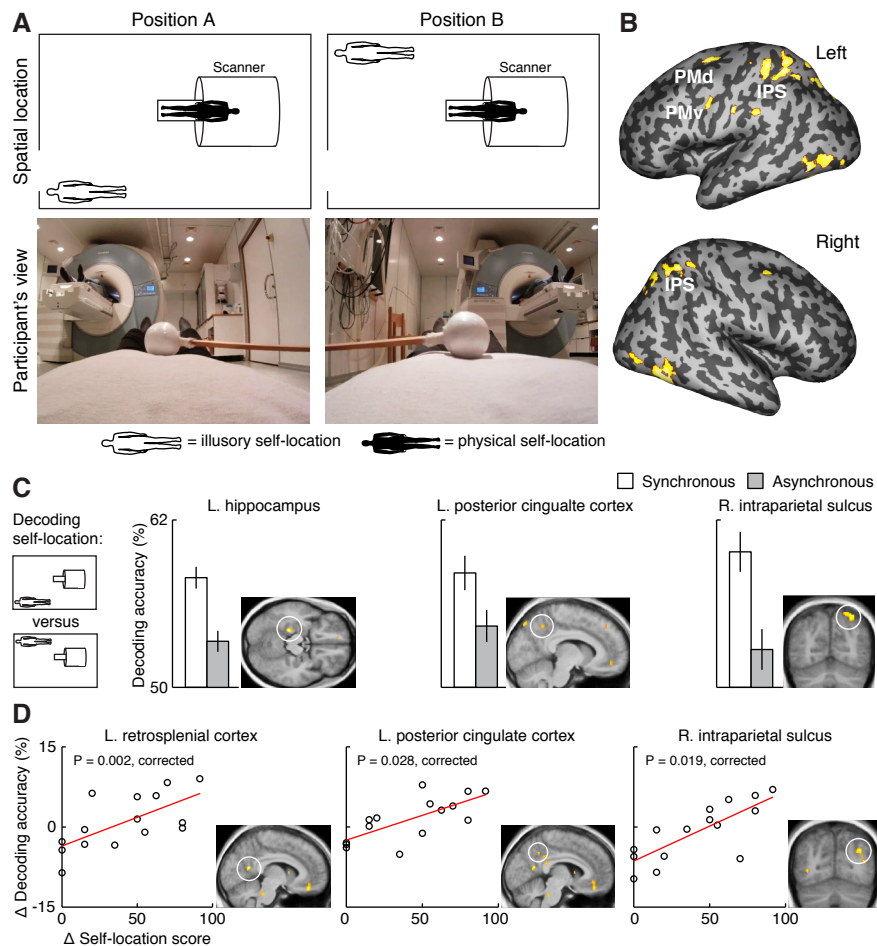 A
Position A
Position B
B
Spatial location
Scanner
Scanner
Participant's view
= illusory self-location
= physical self-location
Left
PMd
IPS
PMv
Right
IPS
C
Synchronous
Asynchronous
Decoding
self-location:
versus
L. hippocampus
L. posterior cingualte cortex
R. intraparietal sulcus
Decoding accuracy (%)
62
50
D
L. retrosplenial cortex
L. posterior cingulate cortex
R. intraparietal sulcus
P = 0.002, corrected
P = 0.028, corrected
P = 0.019, corrected
Δ Decoding accuracy (%)
15
0
-15
0 50 100
0 50 100
0 50 100
Δ Self-location score